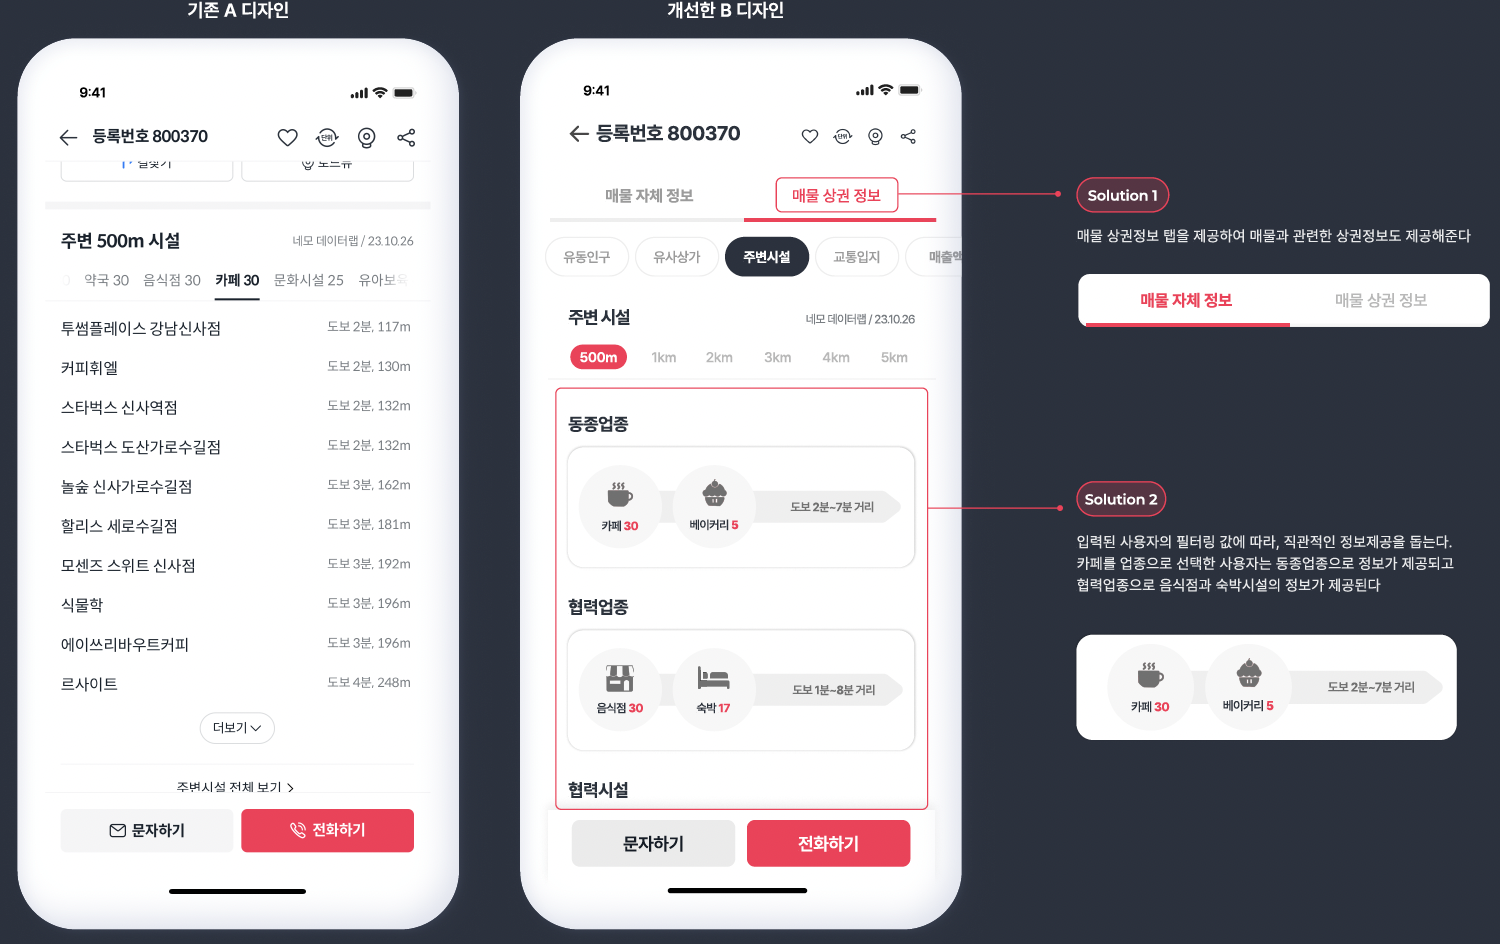 기존 A 디자인
9:41
등록번호 800370
단위
길찾기
로드뷰
주변 500m 시설
네모 데이터랩 / 23.10.26
0 약국 30 음식점 30 카페 30 문화시설 25 유아보육
투썸플레이스 강남신사점 도보 2분, 117m
커피휘엘 도보 2분, 130m
스타벅스 신사역점 도보 2분, 132m
스타벅스 도산가로수길점 도보 2분, 132m
놀숲 신사가로수길점 도보 3분, 162m
할리스 세로수길점 도보 3분, 181m
모센즈 스위트 신사점 도보 3분, 192m
식물학 도보 3분, 196m
에이쓰리바우트커피 도보 3분, 196m
르사이트 도보 4분, 248m
더보기
주변시설 전체 보기
문자하기
전화하기
개선한 B 디자인
9:41
등록번호 800370
단위
매물 자체 정보
매물 상권 정보
유동인구
유사상가
주변시설
교통입지
매출액
주변 시설
네모 데이터랩 / 23.10.26
500m 1km 2km 3km 4km 5km
동종업종
카페 30
베이커리 5
도보 2분~7분 거리
협력업종
음식점 30
숙박 17
도보 1분~8분 거리
협력시설
문자하기
전화하기
Solution 1
매물 상권정보 탭을 제공하여 매물과 관련한 상권정보도 제공해준다
매물 자체 정보
매물 상권 정보
Solution 2
입력된 사용자의 필터링 값에 따라, 직관적인 정보제공을 돕는다.
카페를 업종으로 선택한 사용자는 동종업종으로 정보가 제공되고
협력업종으로 음식점과 숙박시설의 정보가 제공된다
카페 30
베이커리 5
도보 2분~7분 거리